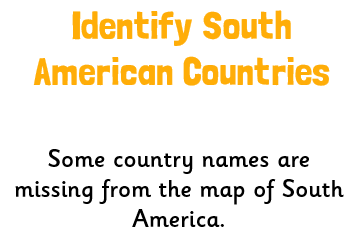 Identify South
American Countries
Some country names are
missing from the map of South
America.